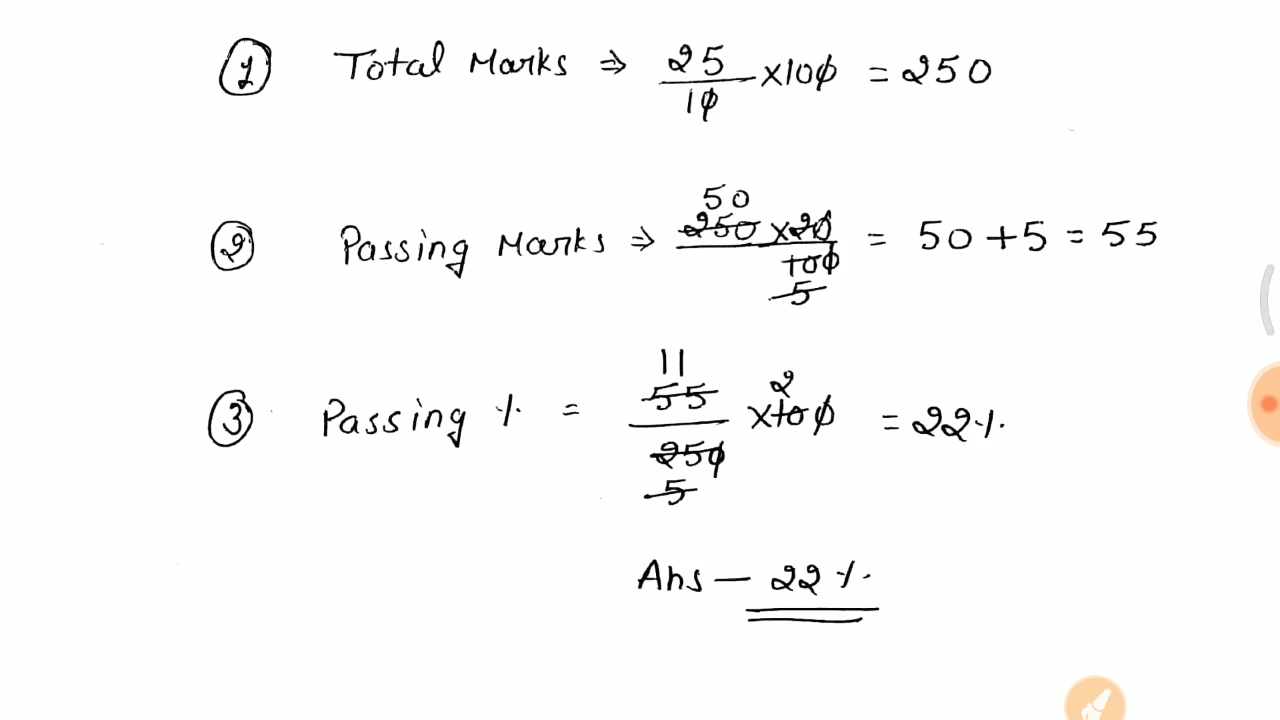 ① Total Marks ⇒ 25/10 ×100 = 250
50
② Passing Marks ⇒ 250 ×20/100 = 50 + 5 = 55
5
11 2
③ Passing % = 55/250 ×100 = 22%
5
Ans — 22%